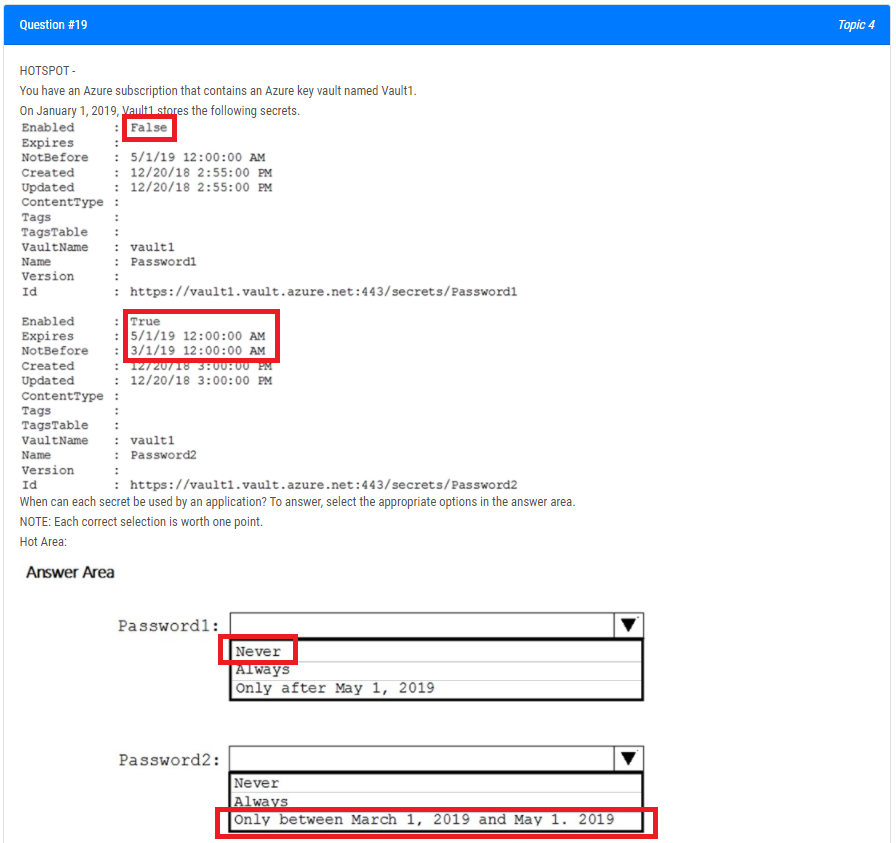 Question #19
Topic 4
HOTSPOT -
You have an Azure subscription that contains an Azure key vault named Vault1.
On January 1, 2019, Vault1 stores the following secrets.
Enabled : False
Expires :
NotBefore : 5/1/19 12:00:00 AM
Created : 12/20/18 2:55:00 PM
Updated : 12/20/18 2:55:00 PM
ContentType :
Tags :
TagsTable :
VaultName : vault1
Name : Password1
Version :
Id : https://vault1.vault.azure.net:443/secrets/Password1
Enabled : True
Expires : 5/1/19 12:00:00 AM
NotBefore : 3/1/19 12:00:00 AM
Created : 12/20/18 3:00:00 PM
Updated : 12/20/18 3:00:00 PM
ContentType :
Tags :
TagsTable :
VaultName : vault1
Name : Password2
Version :
Id : https://vault1.vault.azure.net:443/secrets/Password2
When can each secret be used by an application? To answer, select the appropriate options in the answer area.
NOTE: Each correct selection is worth one point.
Hot Area:
Answer Area
Password1:
Never
Always
Only after May 1, 2019
Password2:
Never
Always
Only between March 1, 2019 and May 1. 2019